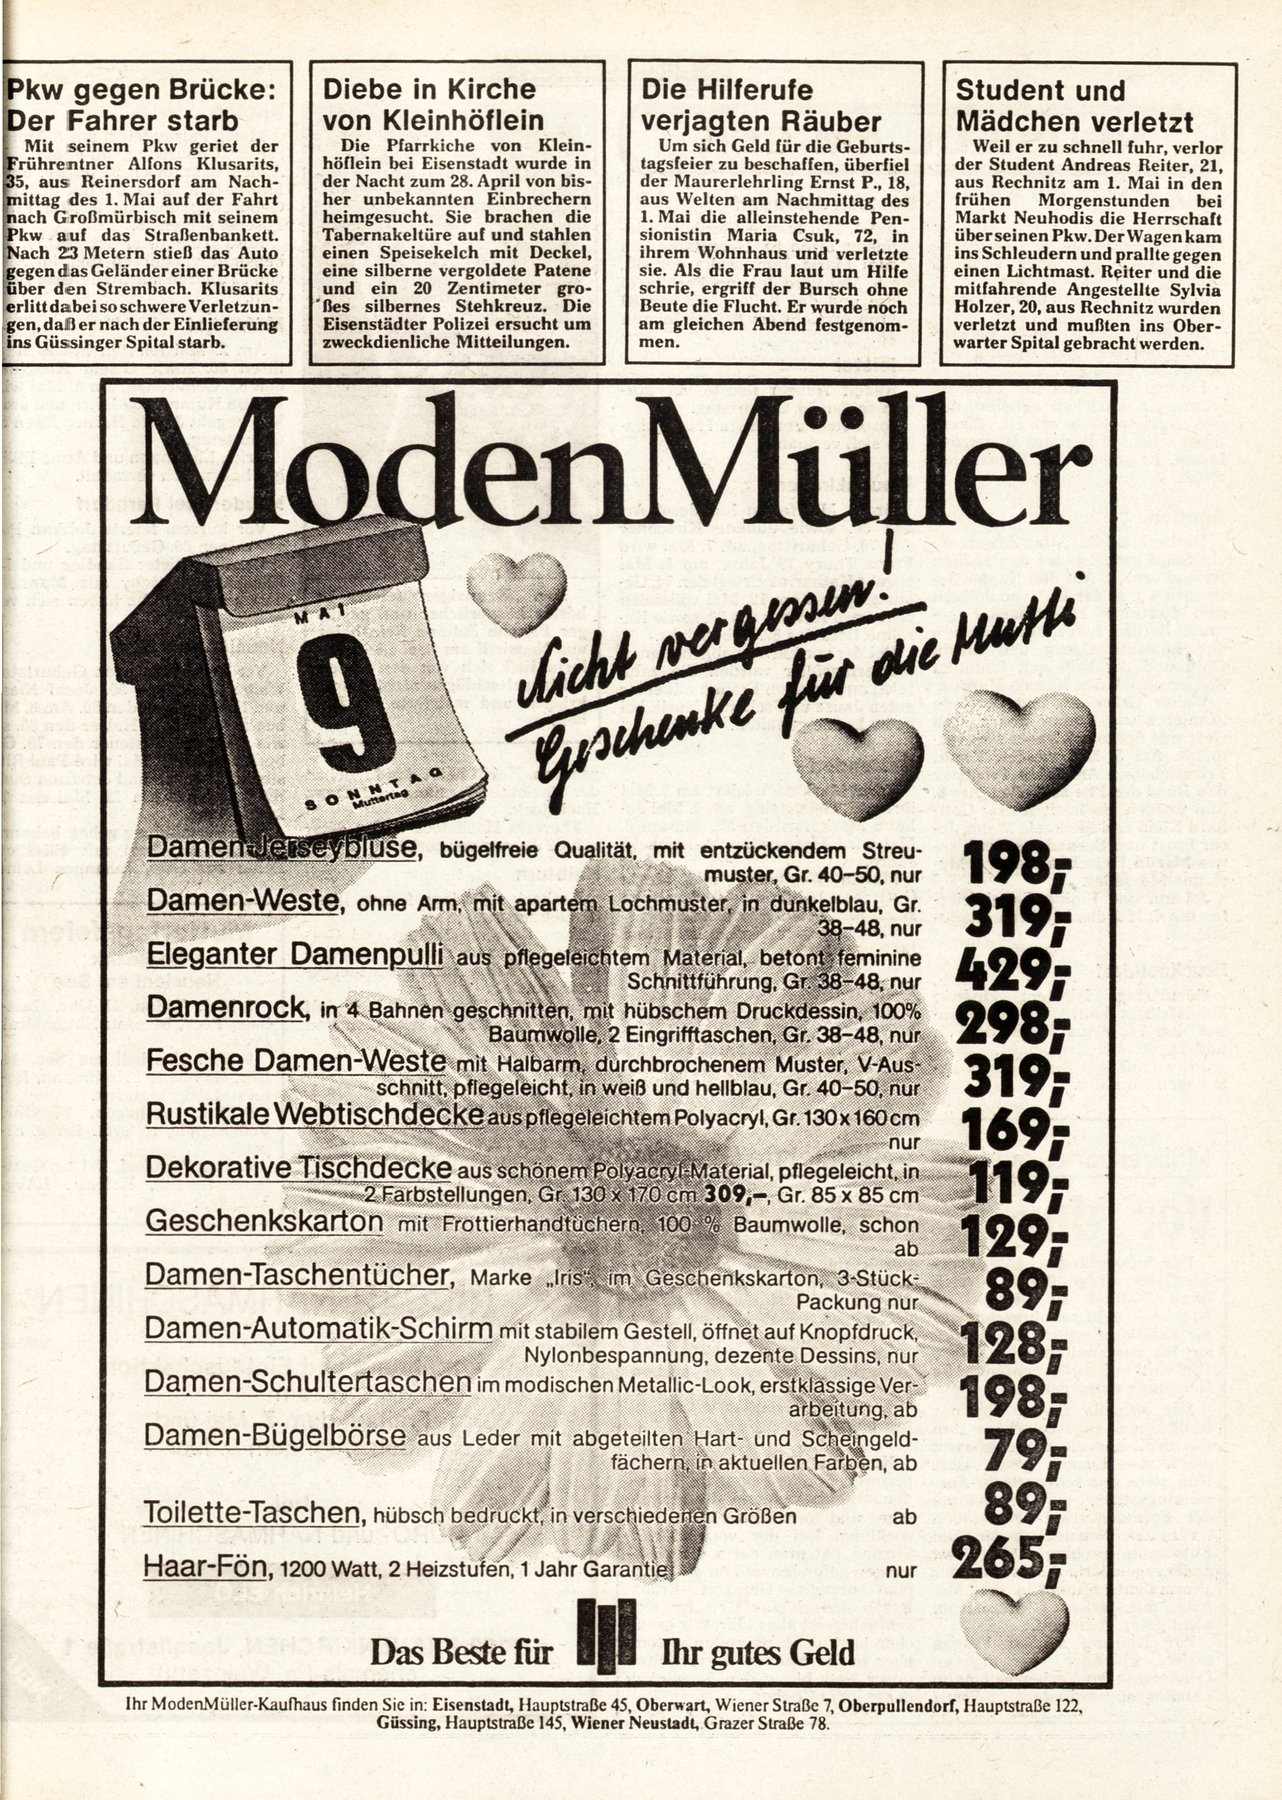 Pkw gegen Brücke:
Der Fahrer starb
Mit seinem Pkw geriet der
Frührentner Alfons Klusarits,
35, aus Reinersdorf am Nach-
mittag des 1. Mai auf der Fahrt
nach Großmürbisch mit seinem
Pkw auf das Straßenbankett.
Nach 23 Metern stieß das Auto
gegen das Geländer einer Brücke
über den Strembach. Klusarits
erlitt dabei so schwere Verletzun-
gen, daß er nach der Einlieferung
ins Güssinger Spital starb.
Diebe in Kirche
von Kleinhöflein
Die Pfarrkiche von Klein-
höflein bei Eisenstadt wurde in
der Nacht zum 28. April von bis-
her unbekannten Einbrechern
heimgesucht. Sie brachen die
Tabernakeltüre auf und stahlen
einen Speisekelch mit Deckel,
eine silberne vergoldete Patene
und ein 20 Zentimeter gro-
ßes silbernes Stehkreuz. Die
Eisenstädter Polizei ersucht um
zweckdienliche Mitteilungen.
Die Hilferufe
verjagten Räuber
Um sich Geld für die Geburts-
tagsfeier zu beschaffen, überfiel
der Maurerlehrling Ernst P., 18,
aus Welten am Nachmittag des
1. Mai die alleinstehende Pen-
sionistin Maria Csuk, 72, in
ihrem Wohnhaus und verletzte
sie. Als die Frau laut um Hilfe
schrie, ergriff der Bursch ohne
Beute die Flucht. Er wurde noch
am gleichen Abend festgenom-
men.
Student und
Mädchen verletzt
Weil er zu schnell fuhr, verlor
der Student Andreas Reiter, 21,
aus Rechnitz am 1. Mai in den
frühen Morgenstunden bei
Markt Neuhodis die Herrschaft
über seinen Pkw. Der Wagen kam
ins Schleudern und prallte gegen
einen Lichtmast. Reiter und die
mitfahrende Angestellte Sylvia
Holzer, 20, aus Rechnitz wurden
verletzt und mußten ins Ober-
warter Spital gebracht werden.
ModenMüller
MAI
9
SONNTAG
Muttertag
Nicht vergessen!
Geschenke für die Mutti
Damen-Jerseybluse, bügelfreie Qualität, mit entzückendem Streu-
muster, Gr. 40–50, nur 198,-
Damen-Weste, ohne Arm, mit apartem Lochmuster, in dunkelblau, Gr.
38–48, nur 319,-
Eleganter Damenpulli aus pflegeleichtem Material, betont feminine
Schnittführung, Gr. 38–48, nur 429,-
Damenrock, in 4 Bahnen geschnitten, mit hübschem Druckdessin, 100%
Baumwolle, 2 Eingrifftaschen, Gr. 38–48, nur 298,-
Fesche Damen-Weste mit Halbarm, durchbrochenem Muster, V-Aus-
schnitt, pflegeleicht, in weiß und hellblau, Gr. 40–50, nur 319,-
Rustikale Webtischdecke aus pflegeleichtem Polyacryl, Gr. 130 x 160 cm
nur 169,-
Dekorative Tischdecke aus schönem Polyacryl-Material, pflegeleicht, in
2 Farbstellungen, Gr. 130 x 170 cm 309,–, Gr. 85 x 85 cm 119,-
Geschenkskarton mit Frottierhandtüchern, 100 % Baumwolle, schon
ab 129,-
Damen-Taschentücher, Marke „Iris“, im Geschenkskarton, 3-Stück-
Packung nur 89,-
Damen-Automatik-Schirm mit stabilem Gestell, öffnet auf Knopfdruck,
Nylonbespannung, dezente Dessins, nur 128,-
Damen-Schultertaschen im modischen Metallic-Look, erstklassige Ver-
arbeitung, ab 198,-
Damen-Bügelbörse aus Leder mit abgeteilten Hart- und Scheingeld-
fächern, in aktuellen Farben, ab 79,-
Toilette-Taschen, hübsch bedruckt, in verschiedenen Größen ab 89,-
Haar-Fön, 1200 Watt, 2 Heizstufen, 1 Jahr Garantie nur 265,-
Das Beste für Ihr gutes Geld
Ihr ModenMüller-Kaufhaus finden Sie in: Eisenstadt, Hauptstraße 45, Oberwart, Wiener Straße 7, Oberpullendorf, Hauptstraße 122,
Güssing, Hauptstraße 145, Wiener Neustadt, Grazer Straße 78.